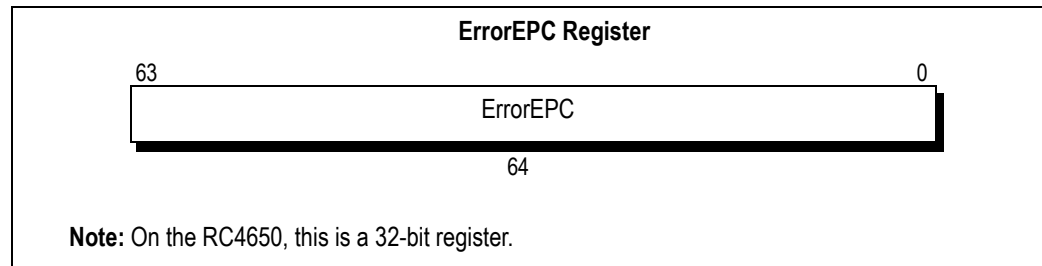 ErrorEPC Register
63 0
ErrorEPC
64
Note: On the RC4650, this is a 32-bit register.